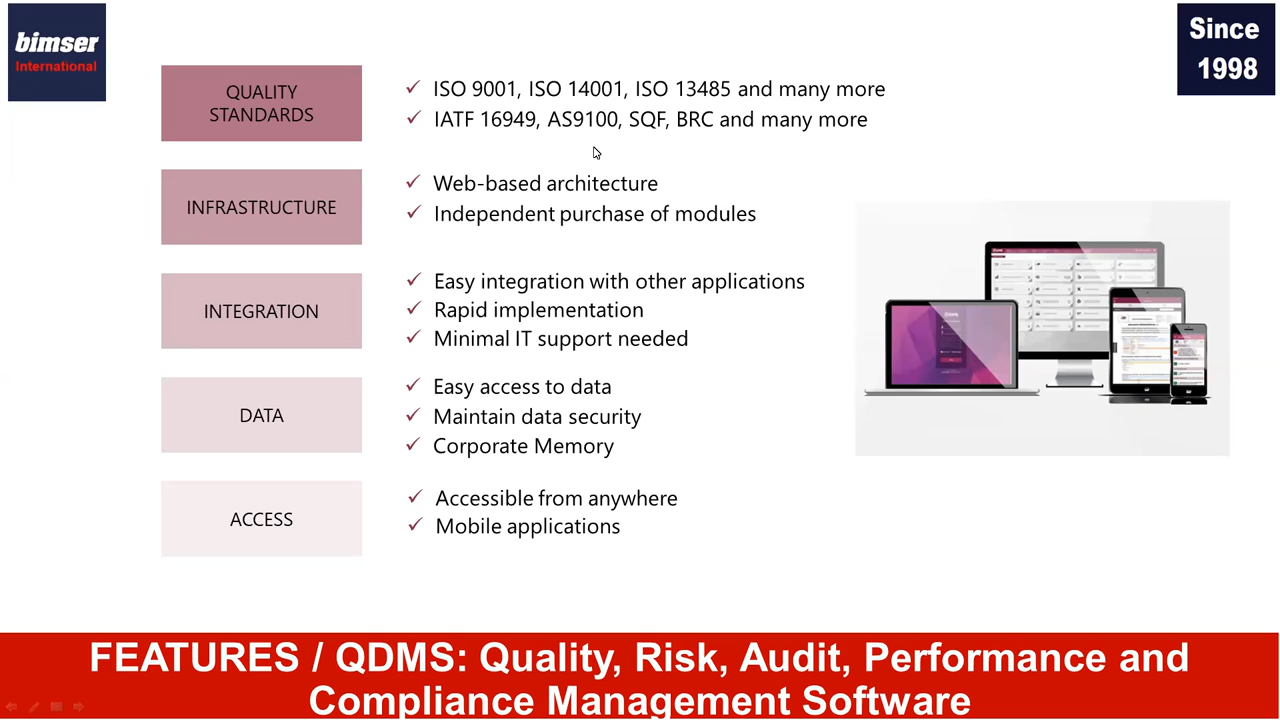 bimser
International
Since
1998
QUALITY
STANDARDS
ISO 9001, ISO 14001, ISO 13485 and many more
IATF 16949, AS9100, SQF, BRC and many more
INFRASTRUCTURE
Web-based architecture
Independent purchase of modules
INTEGRATION
Easy integration with other applications
Rapid implementation
Minimal IT support needed
DATA
Easy access to data
Maintain data security
Corporate Memory
ACCESS
Accessible from anywhere
Mobile applications
FEATURES / QDMS: Quality, Risk, Audit, Performance and
Compliance Management Software